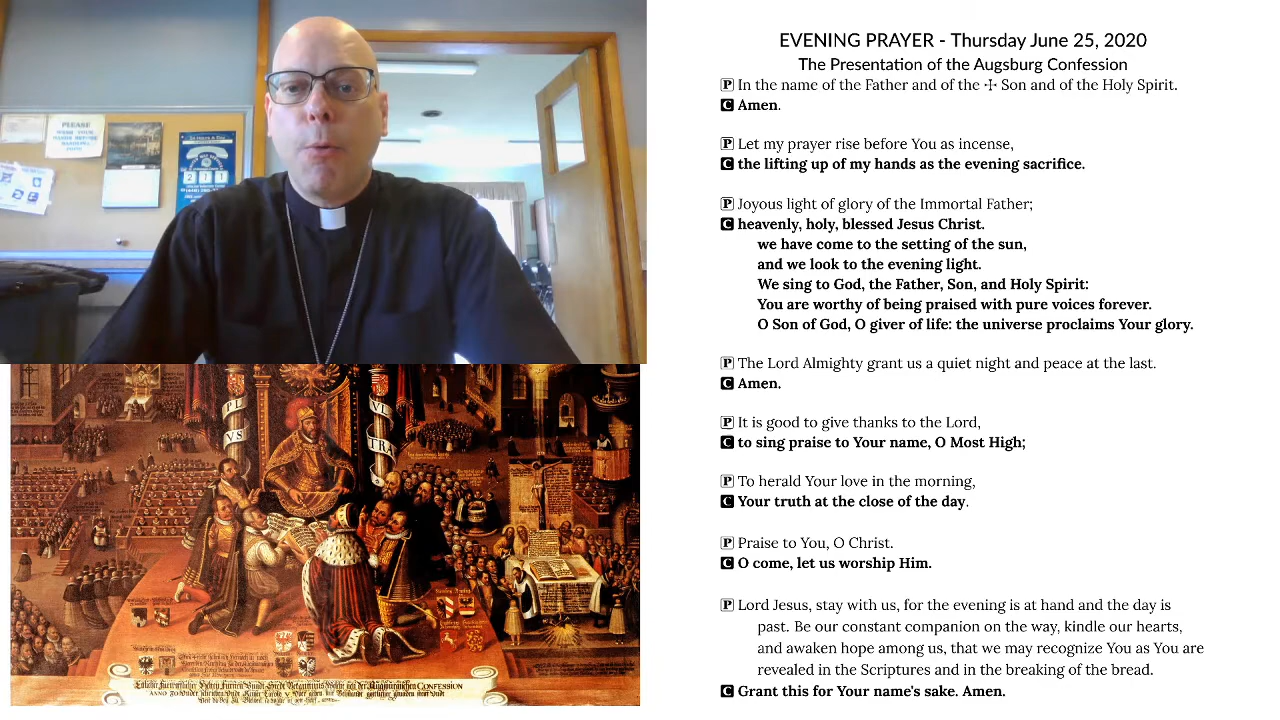 PLEASE
WASH YOUR
HANDS BEFORE
2 1 1
EVENING PRAYER - Thursday June 25, 2020
The Presentation of the Augsburg Confession
P In the name of the Father and of the ☩ Son and of the Holy Spirit.
C Amen.
P Let my prayer rise before You as incense,
C the lifting up of my hands as the evening sacrifice.
P Joyous light of glory of the Immortal Father;
C heavenly, holy, blessed Jesus Christ.
we have come to the setting of the sun,
and we look to the evening light.
We sing to God, the Father, Son, and Holy Spirit:
You are worthy of being praised with pure voices forever.
O Son of God, O giver of life: the universe proclaims Your glory.
P The Lord Almighty grant us a quiet night and peace at the last.
C Amen.
P It is good to give thanks to the Lord,
C to sing praise to Your name, O Most High;
P To herald Your love in the morning,
C Your truth at the close of the day.
P Praise to You, O Christ.
C O come, let us worship Him.
P Lord Jesus, stay with us, for the evening is at hand and the day is
past. Be our constant companion on the way, kindle our hearts,
and awaken hope among us, that we may recognize You as You are
revealed in the Scriptures and in the breaking of the bread.
C Grant this for Your name's sake. Amen.
PL
VS
VL
TRA
CONFESSION